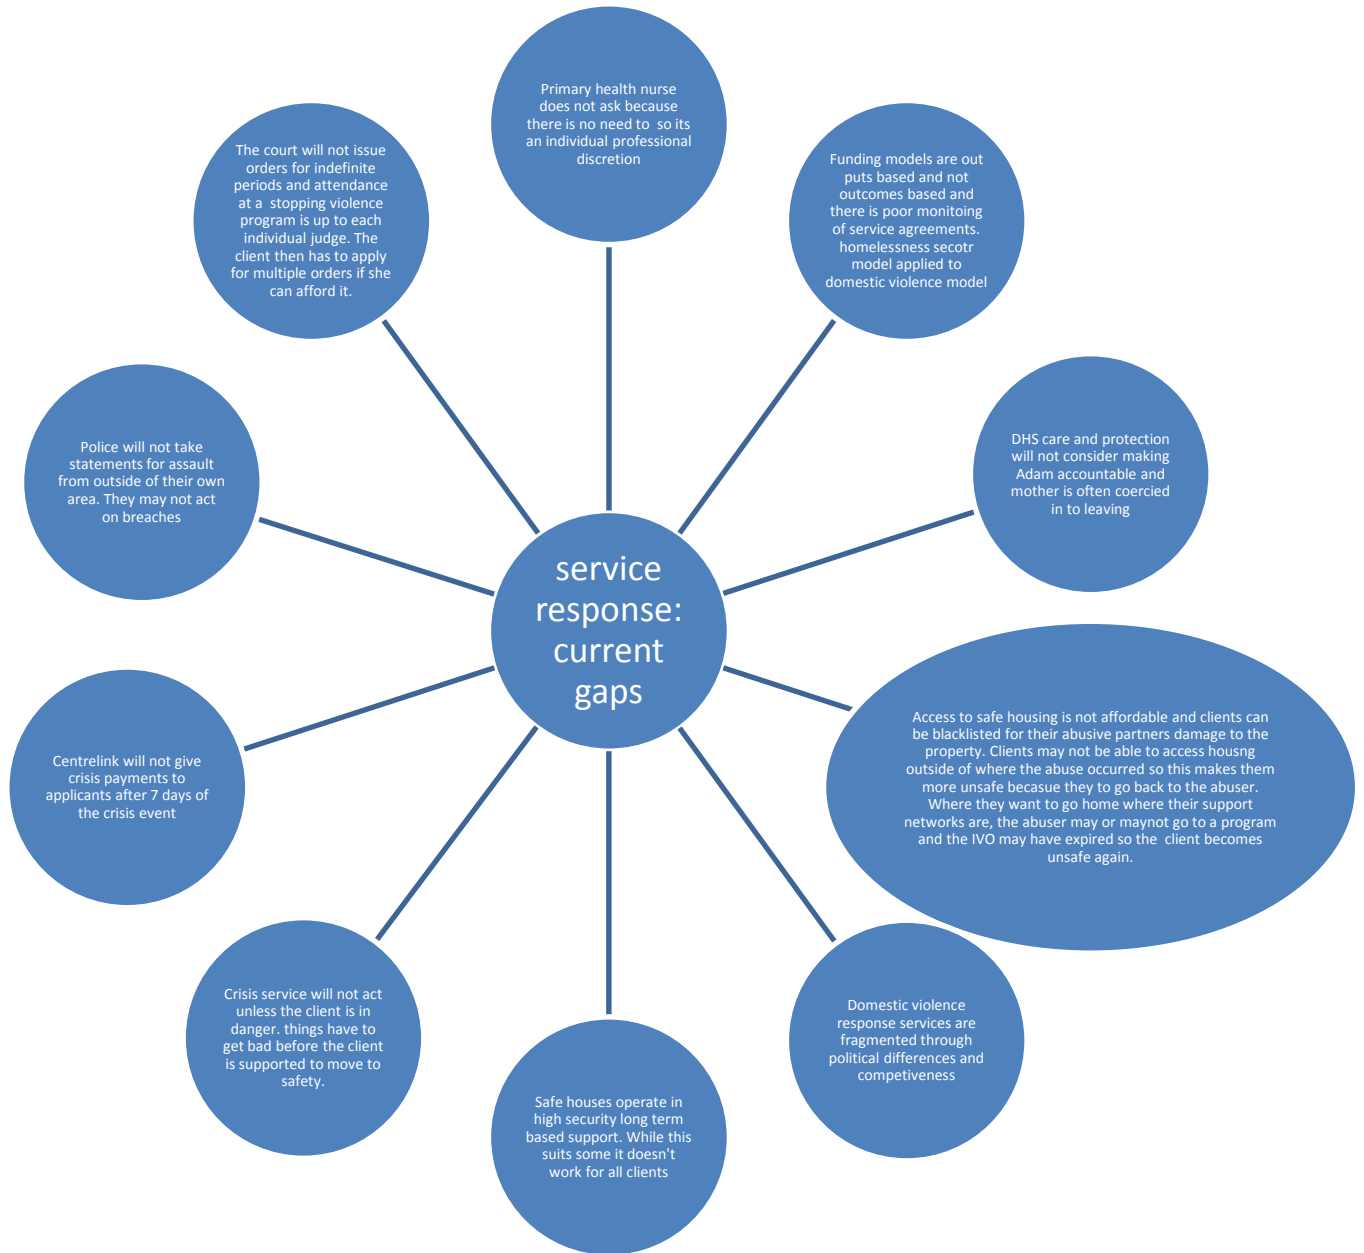 Primary health nurse
does not ask because
there is no need to  so its
an individual professional
discretion
The court will not issue
orders for indefinite
periods and attendance
at a  stopping violence
program is up to each
individual judge. The
client then has to apply
for multiple orders if she
can afford it.
Funding models are out
puts based and not
outcomes based and
there is poor monitoing
of service agreements.
homelessness secotr
model applied to
domestic violence model
Police will not take
statements for assault
from outside of their own
area. They may not act
on breaches
DHS care and protection
will not consider making
Adam accountable and
mother is often coercied
in to leaving
service
response:
current
gaps
Centrelink will not give
crisis payments to
applicants after 7 days of
the crisis event
Access to safe housing is not affordable and clients can
be blacklisted for their abusive partners damage to the
property. Clients may not be able to access housng
outside of where the abuse occurred so this makes them
more unsafe becasue they to go back to the abuser.
Where they want to go home where their support
networks are, the abuser may or maynot go to a program
and the IVO may have expired so the  client becomes
unsafe again.
Crisis service will not act
unless the client is in
danger. things have to
get bad before the client
is supported to move to
safety.
Domestic violence
response services are
fragmented through
political differences and
competiveness
Safe houses operate in
high security long term
based support. While this
suits some it doesn't
work for all clients